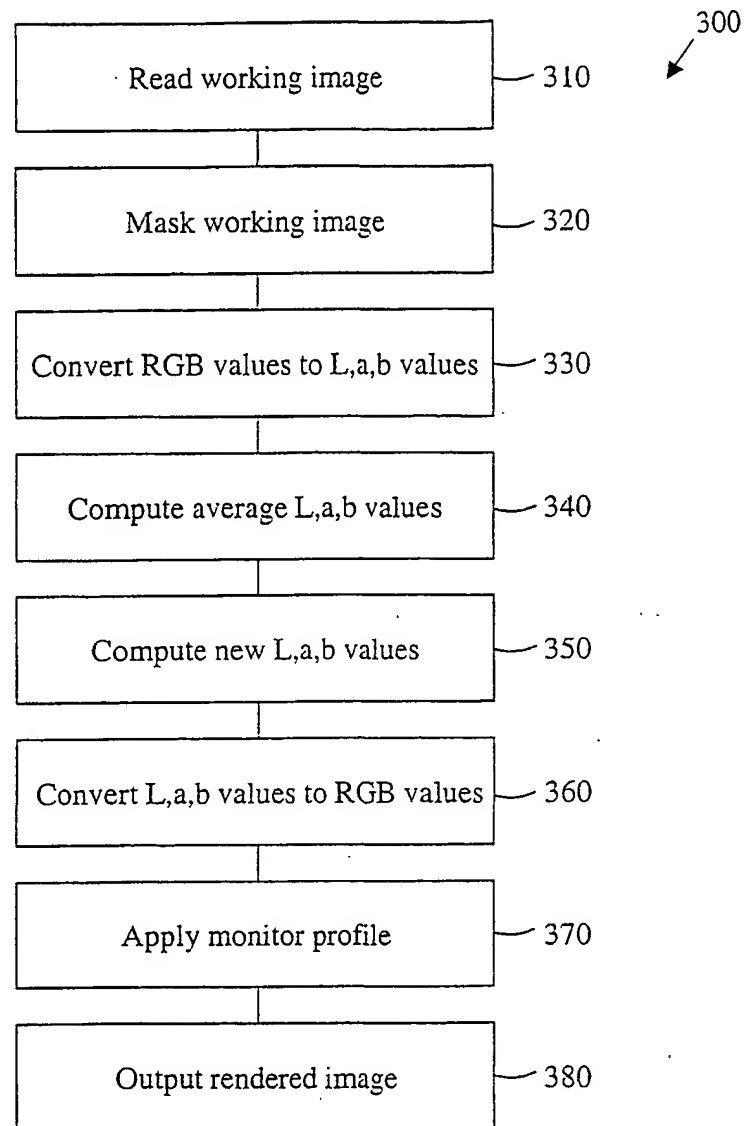 300
Read working image 310
Mask working image 320
Convert RGB values to L,a,b values 330
Compute average L,a,b values 340
Compute new L,a,b values 350
Convert L,a,b values to RGB values 360
Apply monitor profile 370
Output rendered image 380